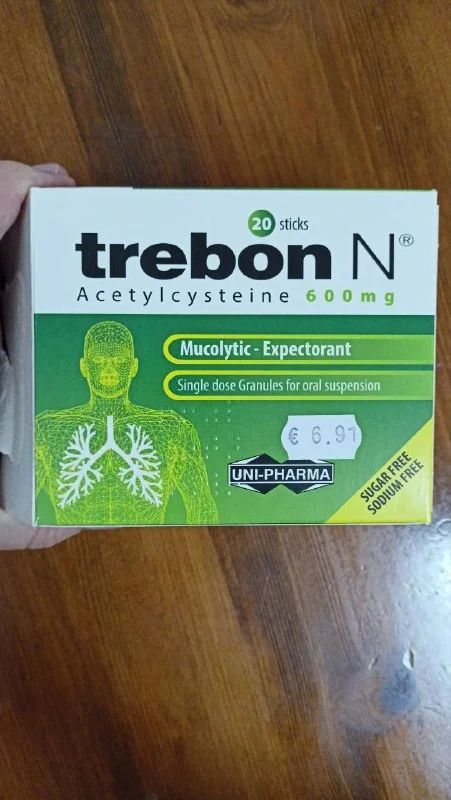 20 sticks
trebon N®
Acetylcysteine 600mg
Mucolytic - Expectorant
Single dose Granules for oral suspension
€ 6.91
UNI-PHARMA
SUGAR FREE
SODIUM FREE